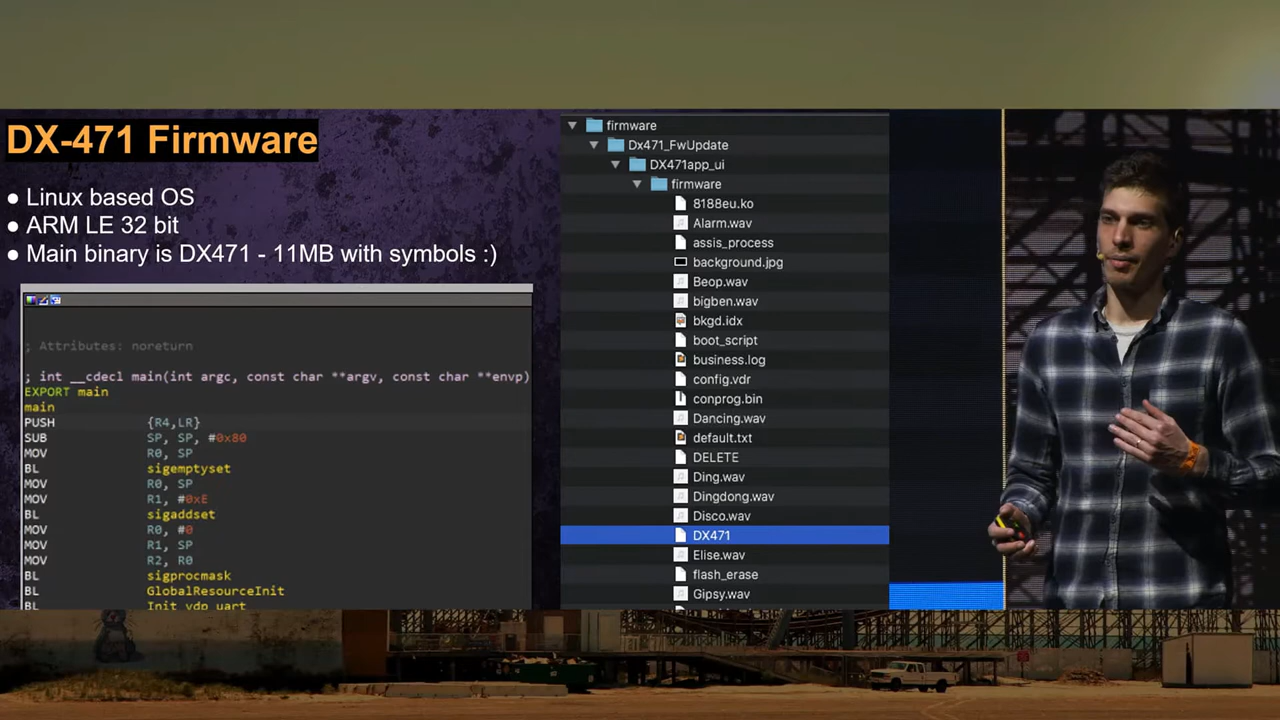 DX-471 Firmware
● Linux based OS
● ARM LE 32 bit
● Main binary is DX471 - 11MB with symbols :)
; Attributes: noreturn
; int __cdecl main(int argc, const char **argv, const char **envp)
EXPORT main
main
PUSH {R4,LR}
SUB SP, SP, #0x80
MOV R0, SP
BL sigemptyset
MOV R0, SP
MOV R1, #0xE
BL sigaddset
MOV R0, #0
MOV R1, SP
MOV R2, R0
BL sigprocmask
BL GlobalResourceInit
BL Init_vdp_uart
firmware
Dx471_FwUpdate
DX471app_ui
firmware
8188eu.ko
Alarm.wav
assis_process
background.jpg
Beop.wav
bigben.wav
bkgd.idx
boot_script
business.log
config.vdr
conprog.bin
Dancing.wav
default.txt
DELETE
Ding.wav
Dingdong.wav
Disco.wav
DX471
Elise.wav
flash_erase
Gipsy.wav